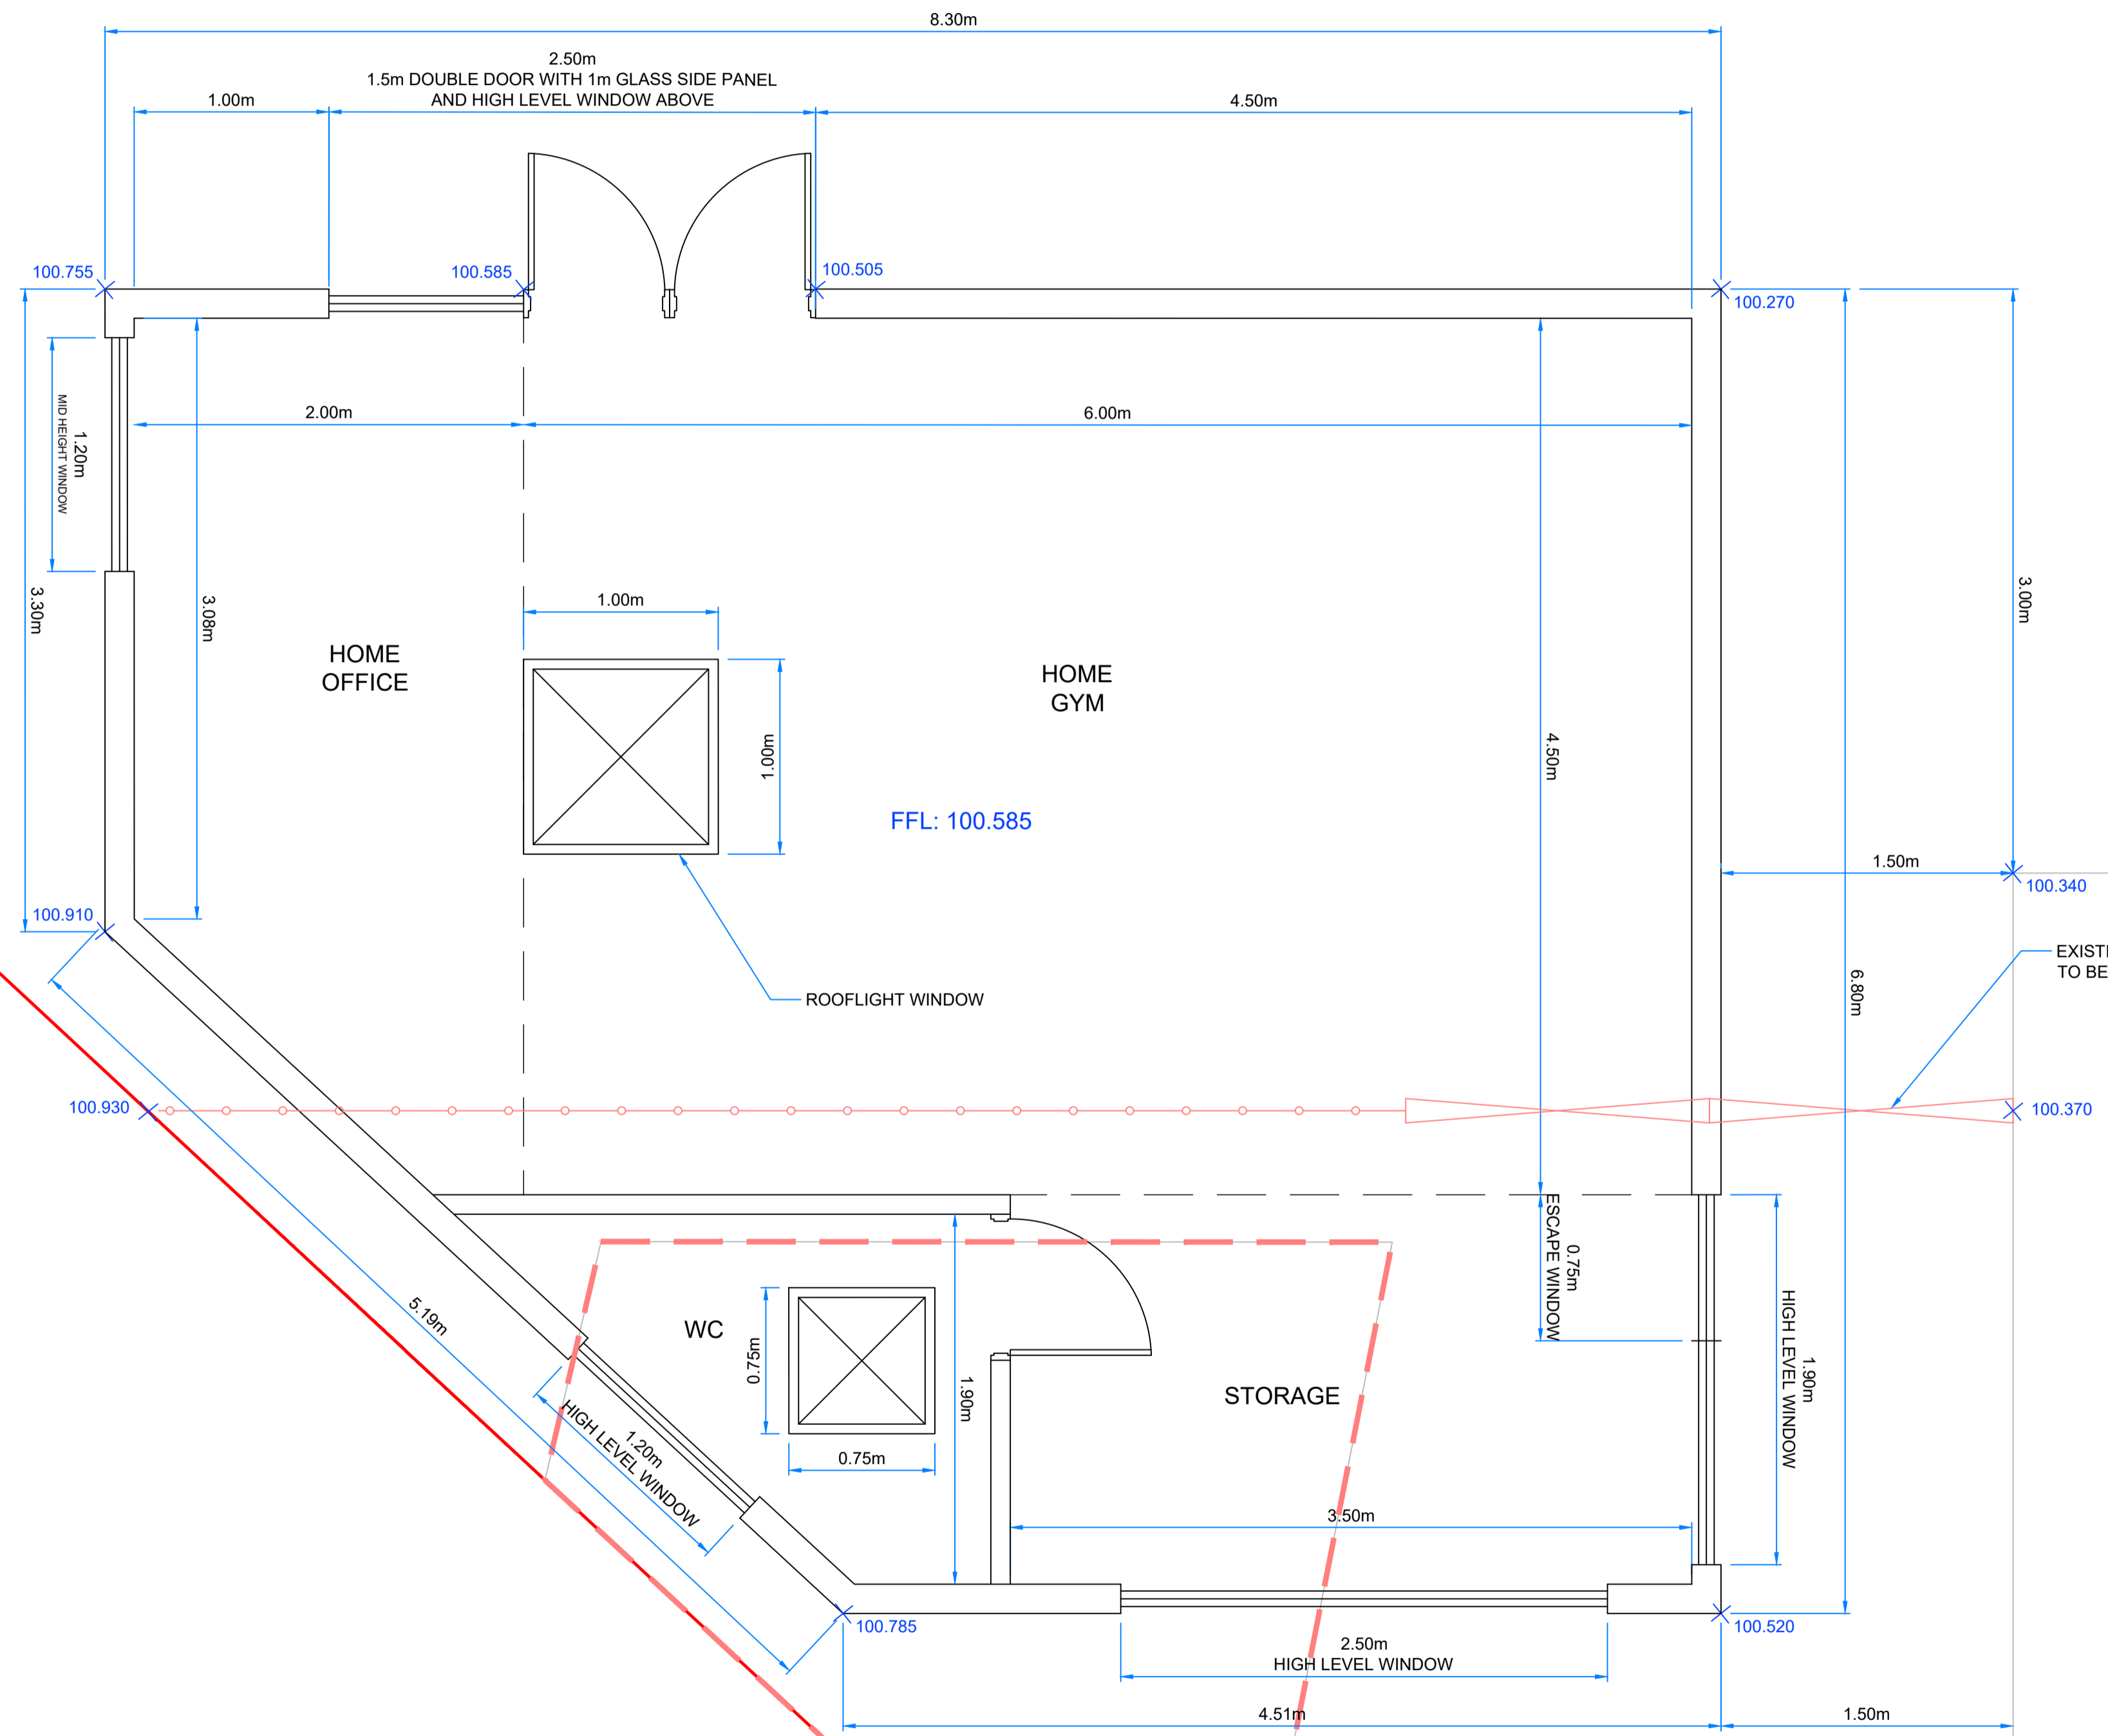 8.30m
2.50m
1.5m DOUBLE DOOR WITH 1m GLASS SIDE PANEL
AND HIGH LEVEL WINDOW ABOVE
1.00m
4.50m
100.755
100.585
100.505
100.270
2.00m
6.00m
1.20m
MID HEIGHT WINDOW
3.30m
3.08m
3.00m
1.00m
HOME
OFFICE
HOME
GYM
1.00m
4.50m
FFL: 100.585
1.50m
100.340
100.910
EXISTI
TO BE
ROOFLIGHT WINDOW
6.80m
100.930
100.370
0.75m
ESCAPE WINDOW
5.19m
WC
0.75m
1.90m
STORAGE
1.90m
HIGH LEVEL WINDOW
1.20m
HIGH LEVEL WINDOW
0.75m
3.50m
100.785
100.520
2.50m
HIGH LEVEL WINDOW
4.51m
1.50m